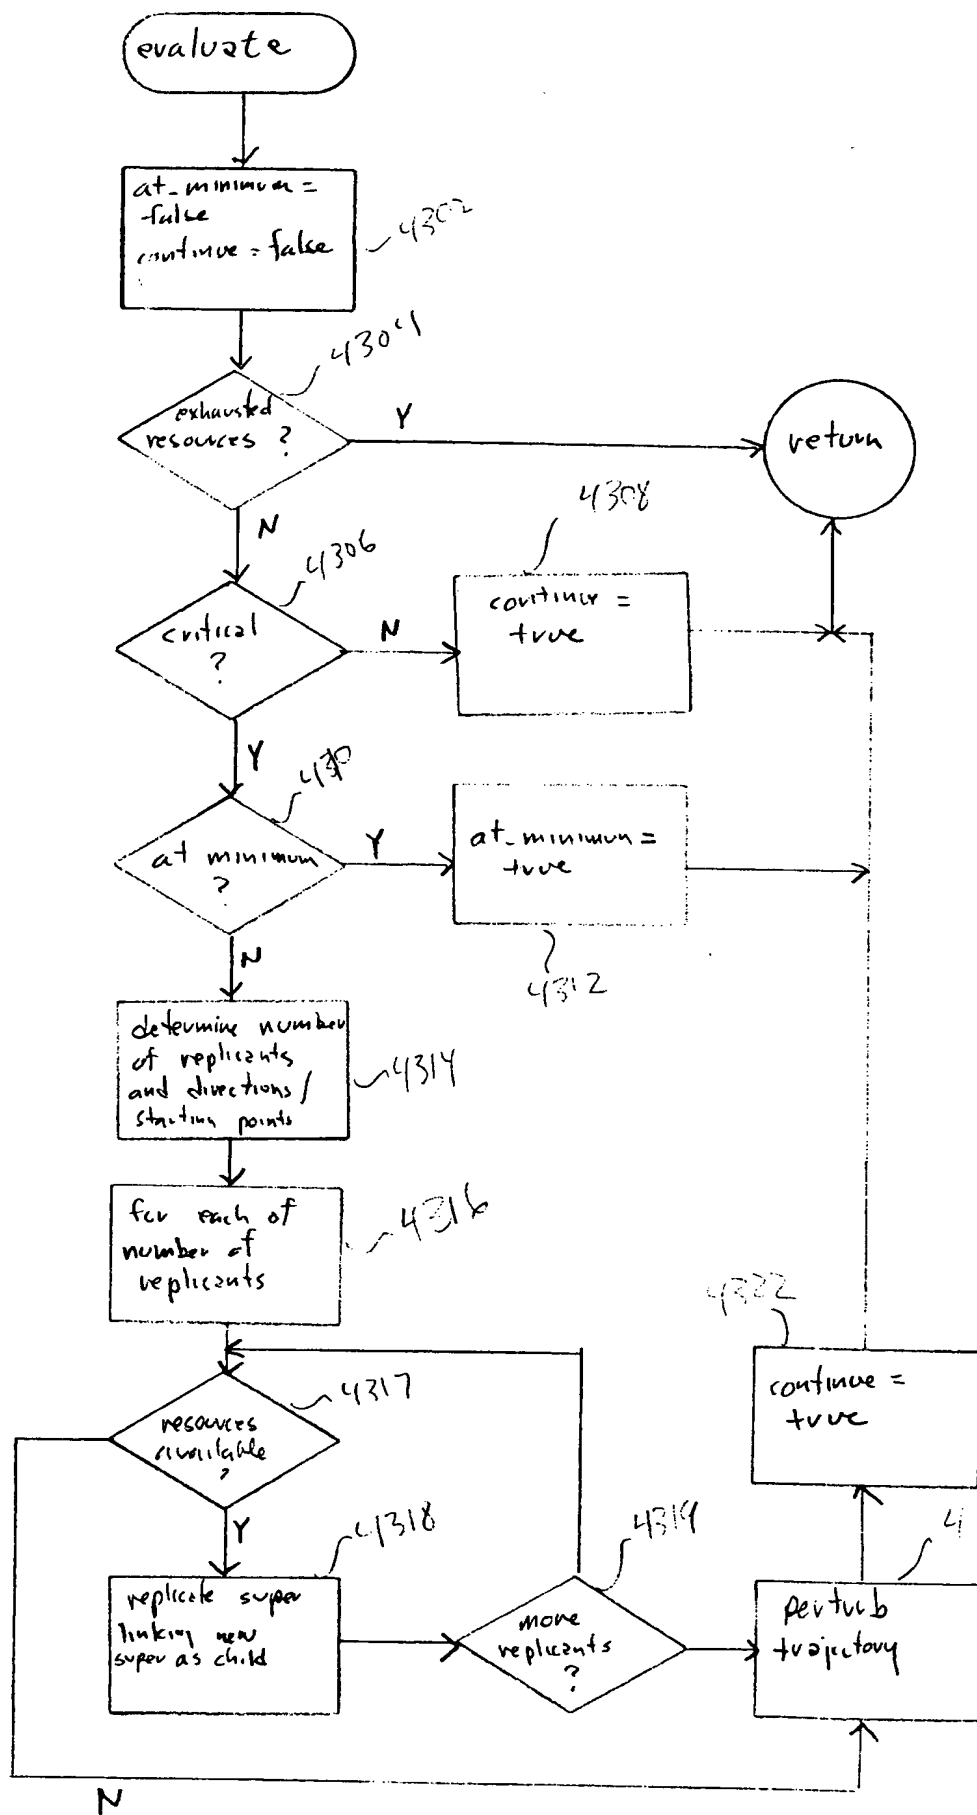 evaluate
at_minimum =
false
continue = false
4302
4304
exhausted
resources ?
Y
return
N
4306
4308
critical
?
N
continue =
true
Y
4310
at minimum
?
Y
at_minimum =
true
4312
N
determine number
of replicants
and directions /
starting points
4314
for each of
number of
replicants
4316
4317
resources
available
?
4322
continue =
true
Y
4318
replicate super
linking new
super as child
4319
more
replicants
?
4
perturb
trajectory
N